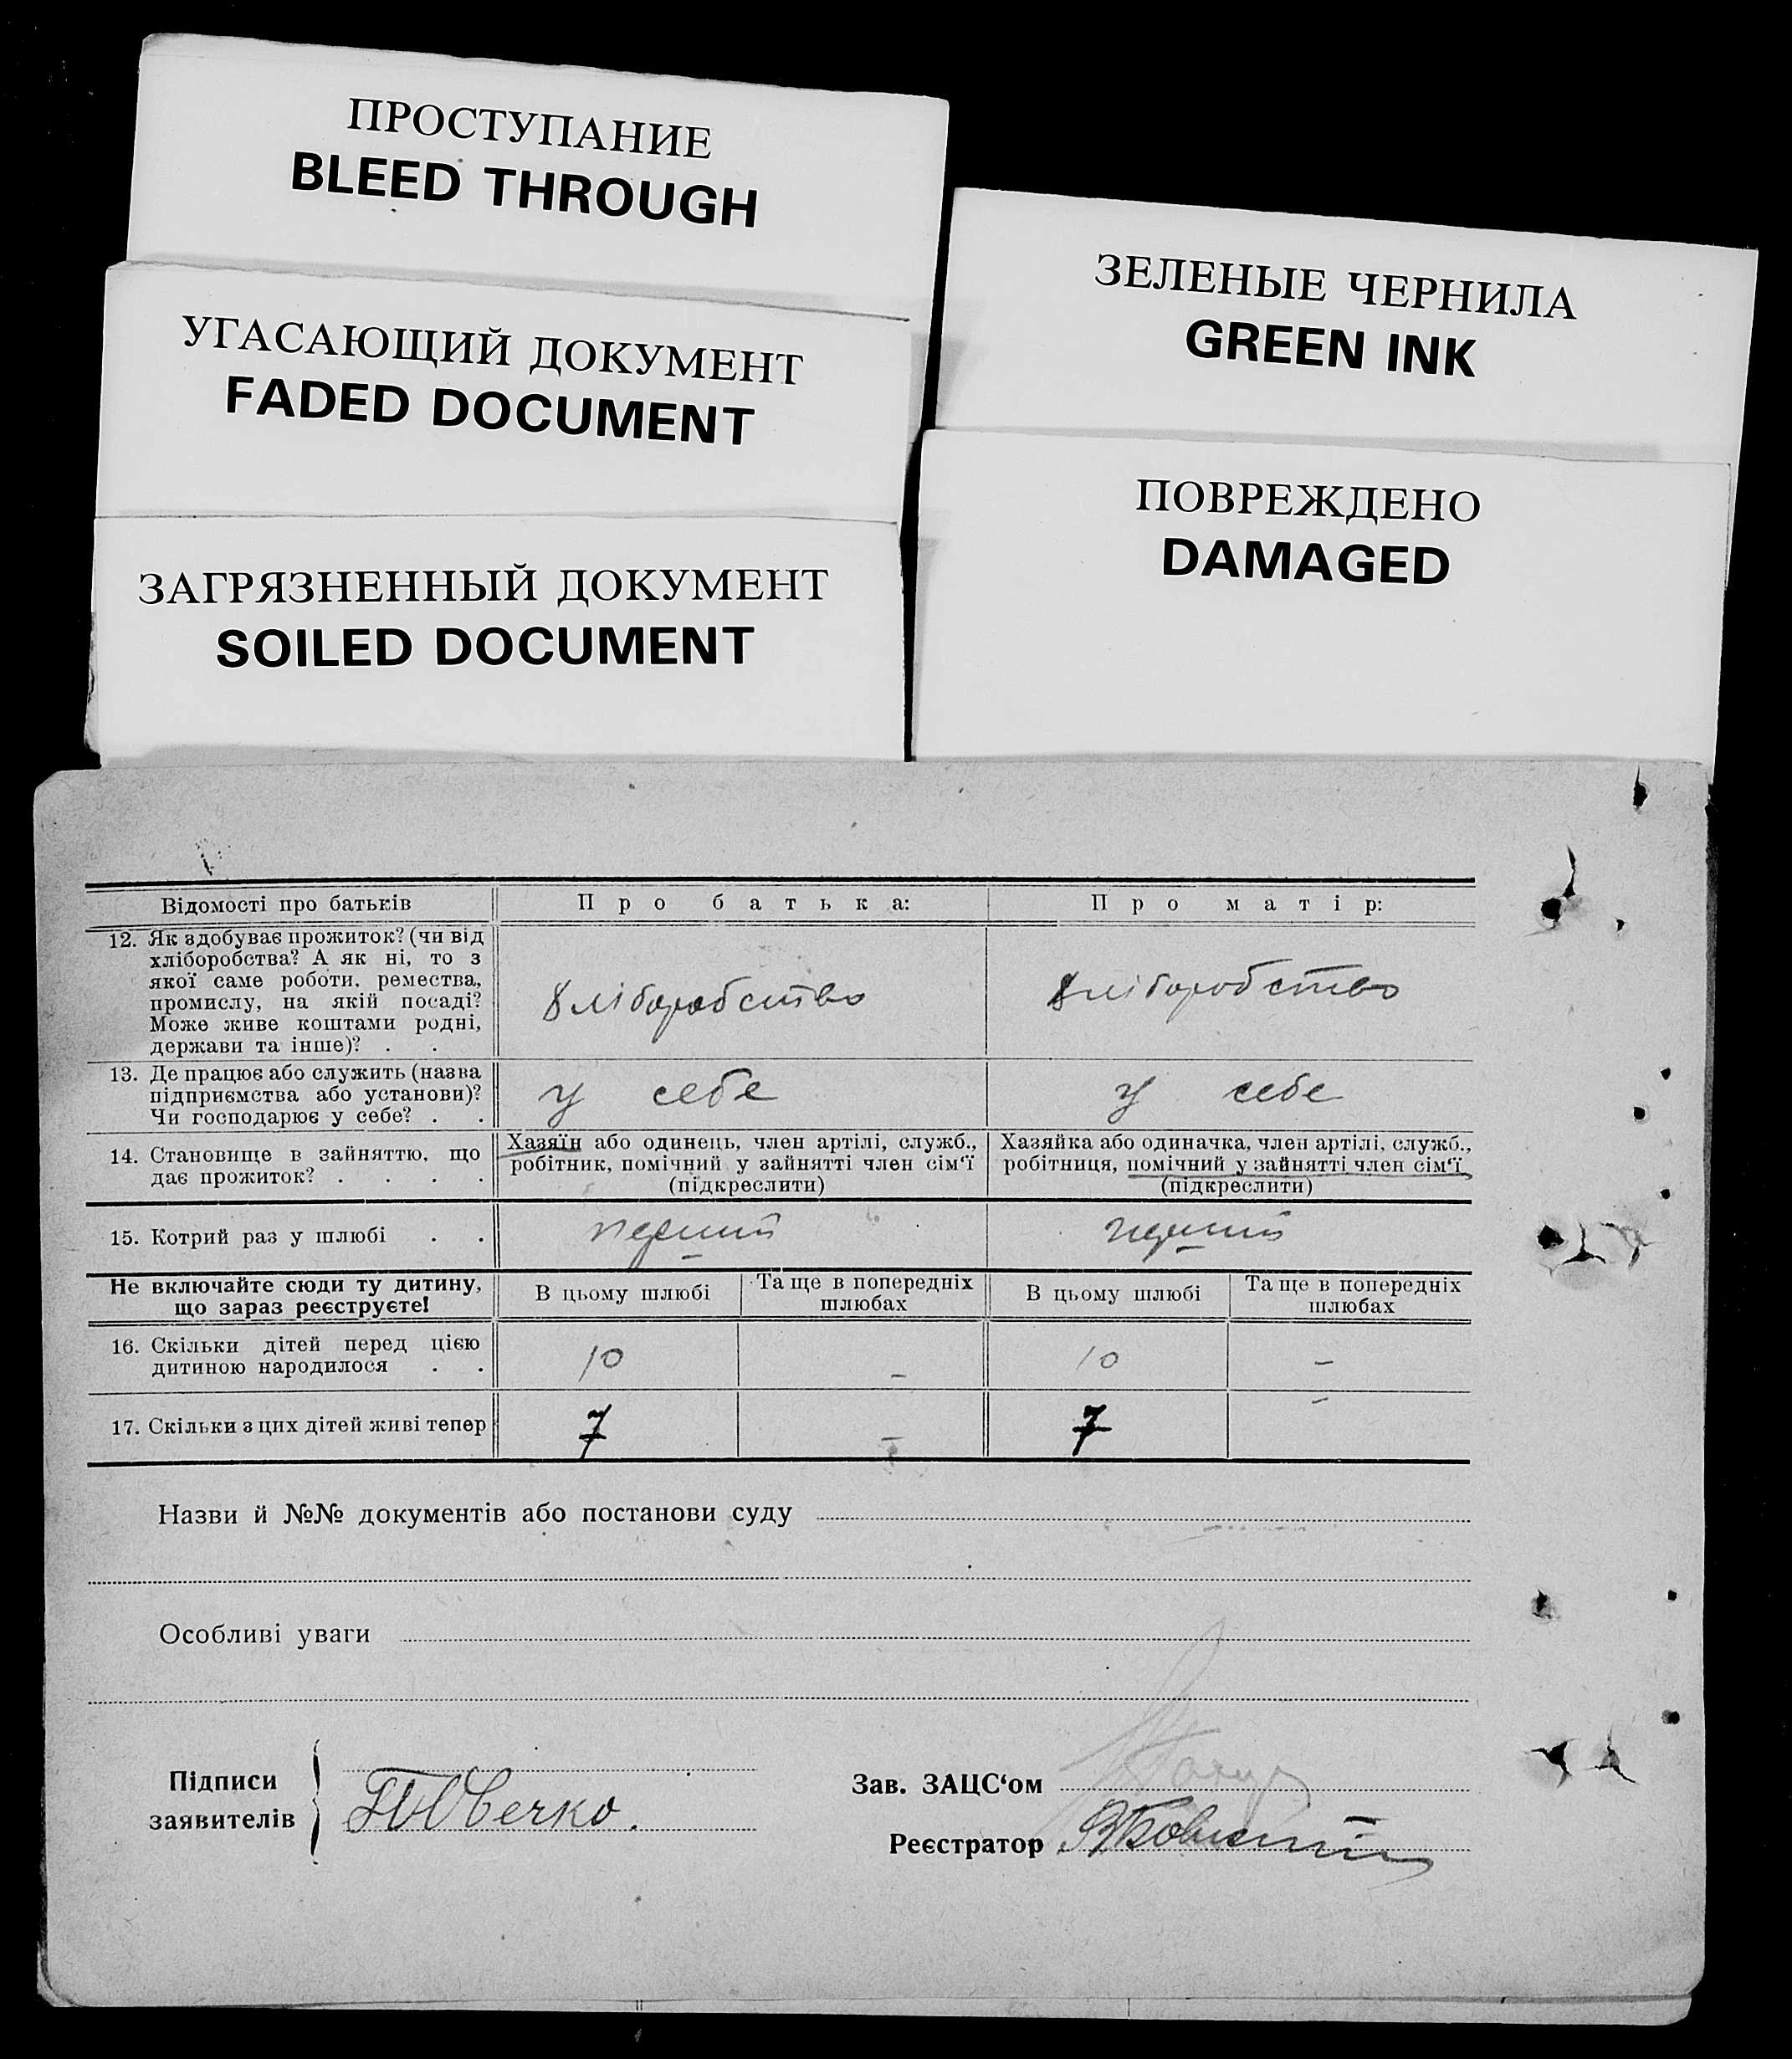 ПРОСТУПАНИЕ
BLEED THROUGH
УГАСАЮЩИЙ ДОКУМЕНТ
FADED DOCUMENT
ЗАГРЯЗНЕННЫЙ ДОКУМЕНТ
SOILED DOCUMENT
ЗЕЛЕНЫЕ ЧЕРНИЛА
GREEN INK
ПОВРЕЖДЕНО
DAMAGED
Відомості про батьків
Про батька:
Про матір:
12. Як здобуває прожиток? (чи від
хліборобства? А як ні, то з
якої саме роботи, ремества,
промислу, на якій посаді?
Може живе коштами родні,
держави та інше)? . .
хліборобство
хліборобство
13. Де працює або служить (назва
підприємства або установи)?
Чи господарює у себе? . .
у себе
у себе
14. Становище в зайняттю, що
дає прожиток? . . . .
Хазяїн або одинець, член артілі, служб.,
робітник, помічний у зайнятті член сім‘ї
(підкреслити)
Хазяйка або одиначка, член артілі, служб.,
робітниця, помічний у зайнятті член сім‘ї
(підкреслити)
15. Котрий раз у шлюбі . .
перший
перший
Не включайте сюди ту дитину,
що зараз реєструєте!
В цьому шлюбі
Та ще в попередніх
шлюбах
В цьому шлюбі
Та ще в попередніх
шлюбах
16. Скільки дітей перед цією
дитиною народилося . .
10
–
10
–
17. Скільки з цих дітей живі тепер
7
–
7
–
Назви й №№ документів або постанови суду
Особливі уваги
Підписи
заявителів
Зав. ЗАЦС‘ом
Реєстратор